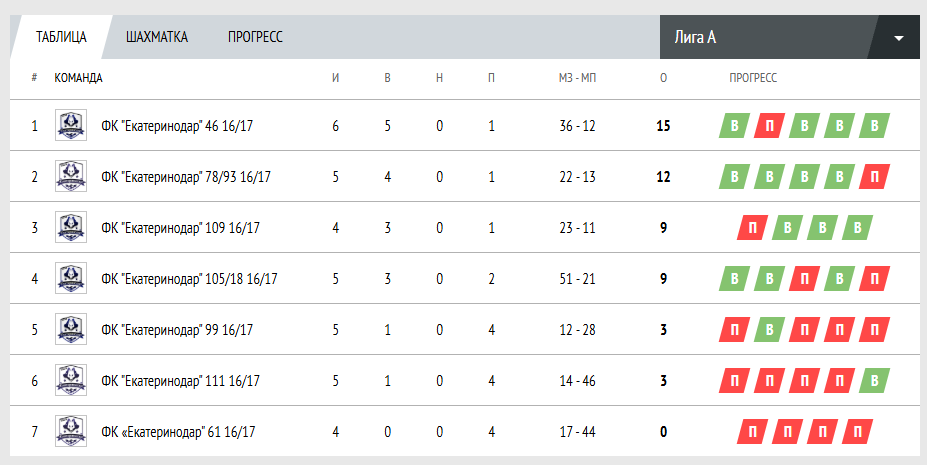 ТАБЛИЦА ШАХМАТКА ПРОГРЕСС Лига А
# КОМАНДА И В Н П МЗ - МП О ПРОГРЕСС
1 ФК "Екатеринодар" 46 16/17 6 5 0 1 36 - 12 15 В П В В В
2 ФК "Екатеринодар" 78/93 16/17 5 4 0 1 22 - 13 12 В В В В П
3 ФК "Екатеринодар" 109 16/17 4 3 0 1 23 - 11 9 П В В В
4 ФК "Екатеринодар" 105/18 16/17 5 3 0 2 51 - 21 9 В В П В П
5 ФК "Екатеринодар" 99 16/17 5 1 0 4 12 - 28 3 П В П П П
6 ФК "Екатеринодар" 111 16/17 5 1 0 4 14 - 46 3 П П П П В
7 ФК «Екатеринодар" 61 16/17 4 0 0 4 17 - 44 0 П П П П